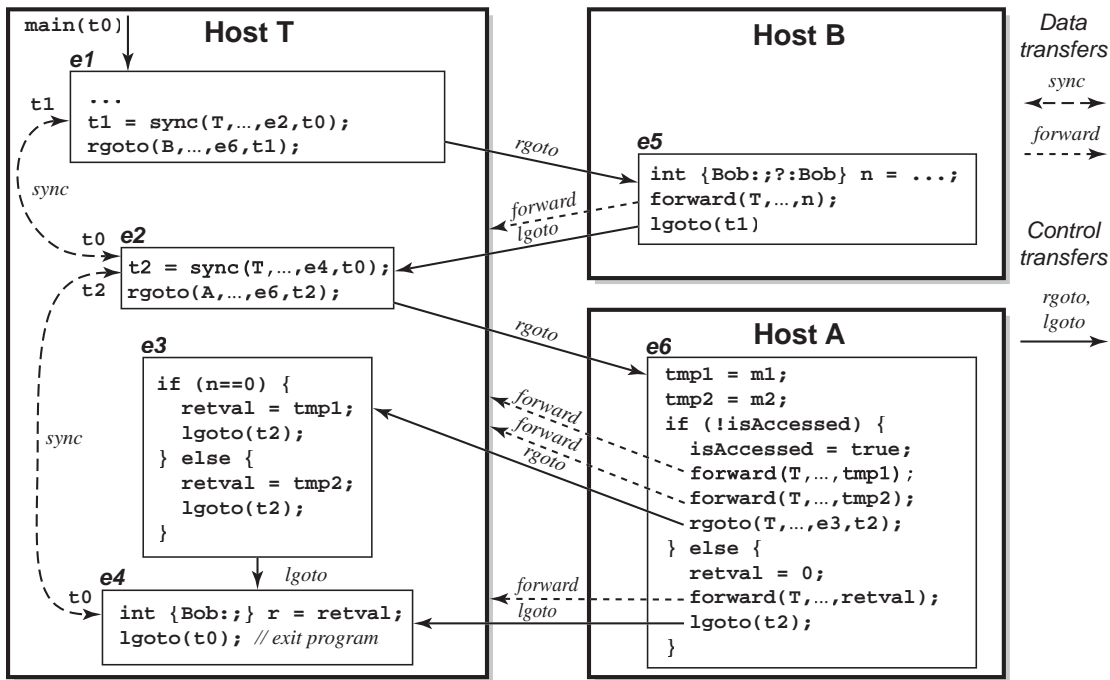 main(t0)
Host T
e1
...
t1 = sync(T,…,e2,t0);
rgoto(B,…,e6,t1);
t1
sync
t0
e2
t2 = sync(T,…,e4,t0);
rgoto(A,…,e6,t2);
t2
sync
e3
if (n==0) {
retval = tmp1;
lgoto(t2);
} else {
retval = tmp2;
lgoto(t2);
}
lgoto
e4
t0
int {Bob:;} r = retval;
lgoto(t0); // exit program
rgoto
forward
lgoto
rgoto
forward
forward
rgoto
forward
lgoto
Host B
e5
int {Bob:;?:Bob} n = ...;
forward(T,…,n);
lgoto(t1)
Host A
e6
tmp1 = m1;
tmp2 = m2;
if (!isAccessed) {
isAccessed = true;
forward(T,…,tmp1);
forward(T,…,tmp2);
rgoto(T,…,e3,t2);
} else {
retval = 0;
forward(T,…,retval);
lgoto(t2);
}
Data
transfers
sync
forward
Control
transfers
rgoto,
lgoto